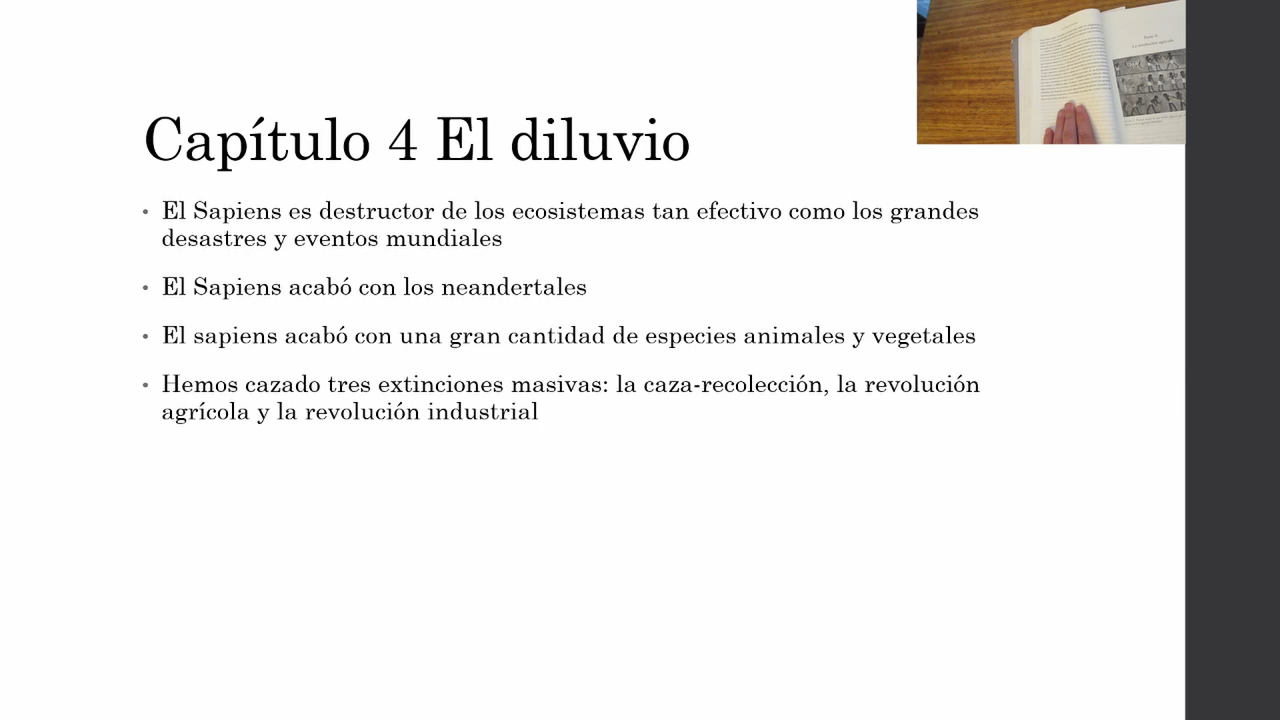 Capítulo 4 El diluvio
• El Sapiens es destructor de los ecosistemas tan efectivo como los grandes
desastres y eventos mundiales
• El Sapiens acabó con los neandertales
• El sapiens acabó con una gran cantidad de especies animales y vegetales
• Hemos cazado tres extinciones masivas: la caza-recolección, la revolución
agrícola y la revolución industrial